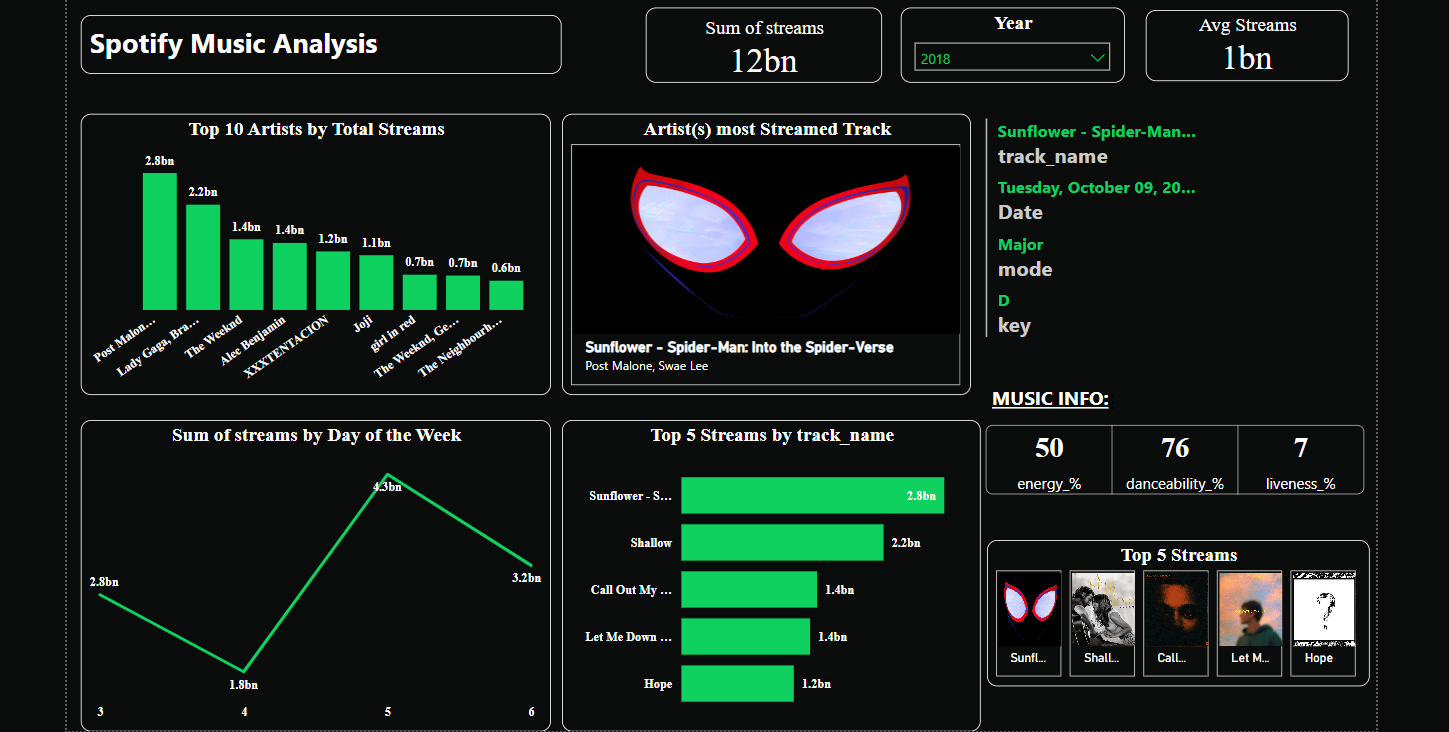 Spotify Music Analysis
Sum of streams
12bn
Year
2018
Avg Streams
1bn
Top 10 Artists by Total Streams
2.8bn
2.2bn
1.4bn
1.4bn
1.2bn
1.1bn
0.7bn
0.7bn
0.6bn
Post Malon...
Lady Gaga, Bra...
The Weeknd
Alec Benjamin
XXXTENTACION
Joji
girl in red
The Weeknd, Ge...
The Neighbourh...
Artist(s) most Streamed Track
Sunflower - Spider-Man: Into the Spider-Verse
Post Malone, Swae Lee
Sunflower - Spider-Man...
track_name
Tuesday, October 09, 20...
Date
Major
mode
D
key
MUSIC INFO:
50
energy_%
76
danceability_%
7
liveness_%
Sum of streams by Day of the Week
2.8bn
1.8bn
4.3bn
3.2bn
3
4
5
6
Top 5 Streams by track_name
Sunflower - S...
2.8bn
Shallow
2.2bn
Call Out My ...
1.4bn
Let Me Down ...
1.4bn
Hope
1.2bn
Top 5 Streams
?
Sunfl...
Shall...
Call...
Let M...
Hope